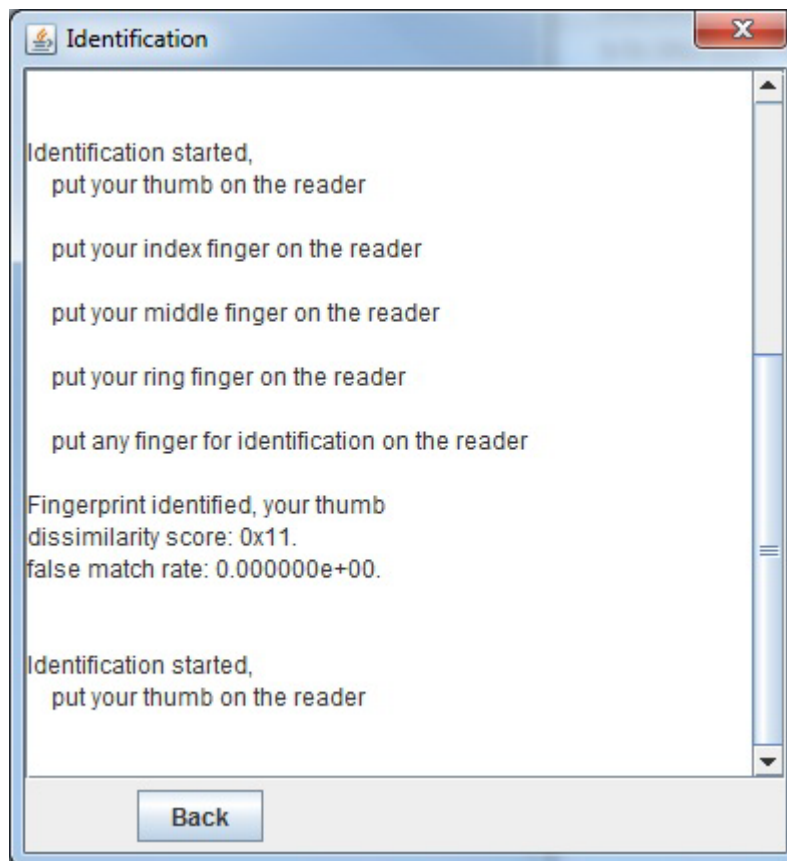 Identification
Identification started,
put your thumb on the reader
put your index finger on the reader
put your middle finger on the reader
put your ring finger on the reader
put any finger for identification on the reader
Fingerprint identified, your thumb
dissimilarity score: 0x11.
false match rate: 0.000000e+00.
Identification started,
put your thumb on the reader
Back